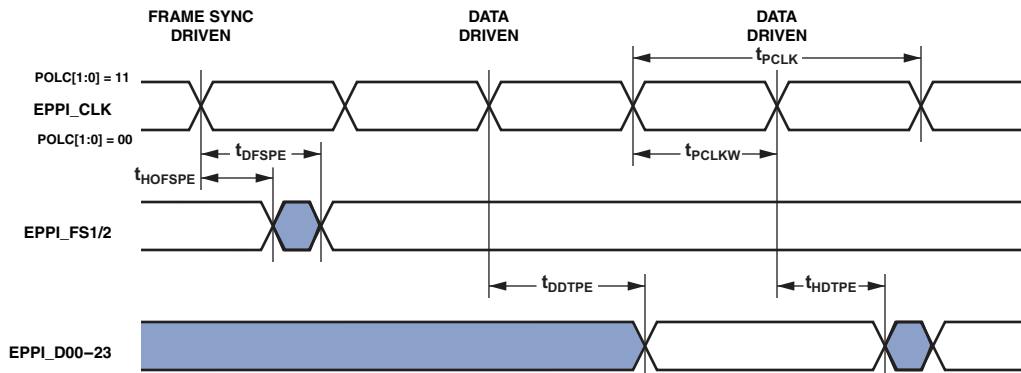 FRAME SYNC
DRIVEN
DATA
DRIVEN
DATA
DRIVEN
tPCLK
POLC[1:0] = 11
EPPI_CLK
POLC[1:0] = 00
tDFSPE
tPCLKW
tHOFSPE
EPPI_FS1/2
tDDTPE
tHDTPE
EPPI_D00–23